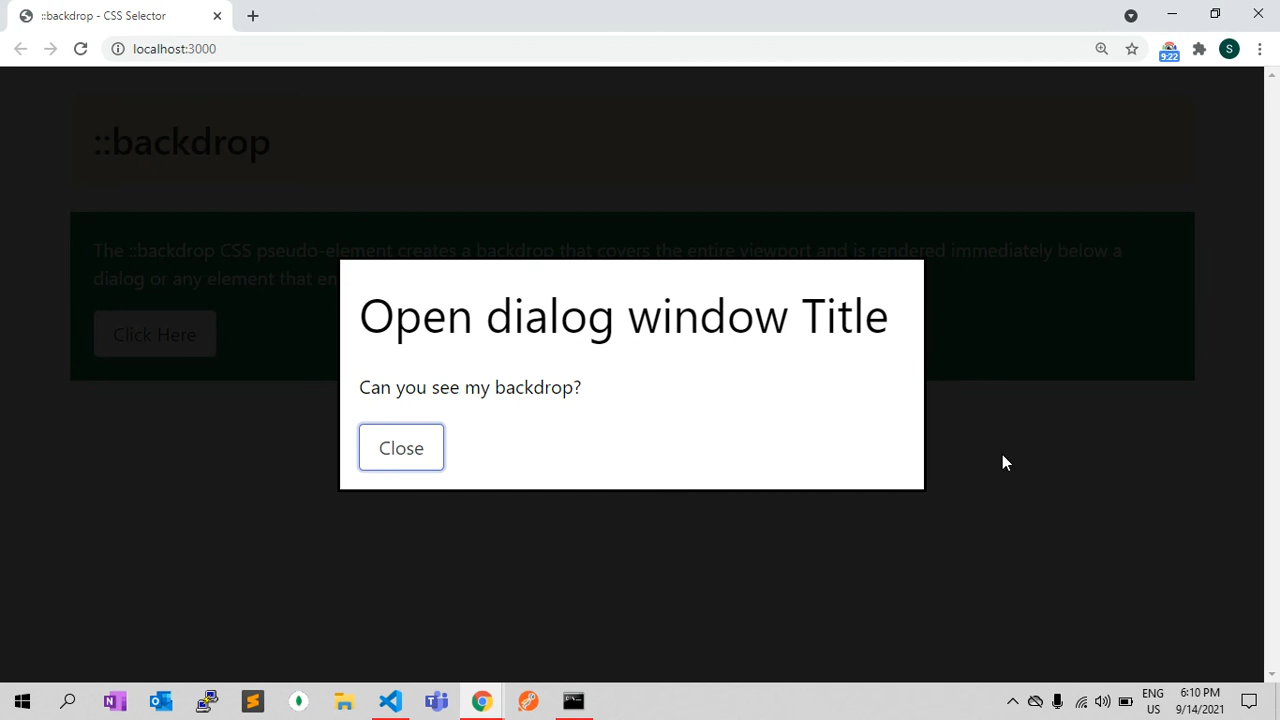 ::backdrop - CSS Selector
localhost:3000
9:22
S
::backdrop
The ::backdrop CSS pseudo-element creates a backdrop that covers the entire viewport and is rendered immediately below a
dialog or any element that en
Click Here
Open dialog window Title
Can you see my backdrop?
Close
ENG
US
6:10 PM
9/14/2021